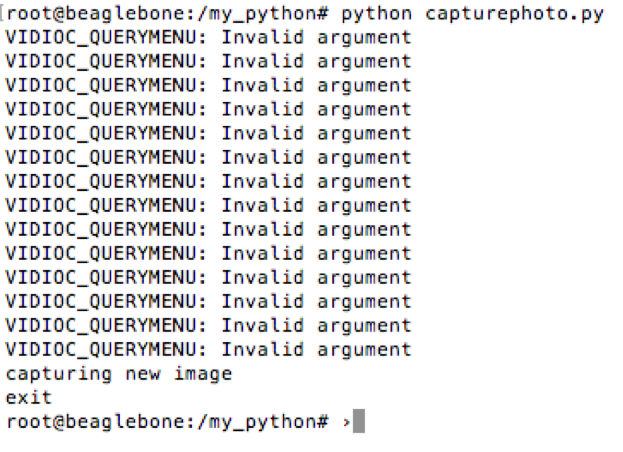 [root@beaglebone:/my_python# python capturephoto.py
VIDIOC_QUERYMENU: Invalid argument
VIDIOC_QUERYMENU: Invalid argument
VIDIOC_QUERYMENU: Invalid argument
VIDIOC_QUERYMENU: Invalid argument
VIDIOC_QUERYMENU: Invalid argument
VIDIOC_QUERYMENU: Invalid argument
VIDIOC_QUERYMENU: Invalid argument
VIDIOC_QUERYMENU: Invalid argument
VIDIOC_QUERYMENU: Invalid argument
VIDIOC_QUERYMENU: Invalid argument
VIDIOC_QUERYMENU: Invalid argument
VIDIOC_QUERYMENU: Invalid argument
VIDIOC_QUERYMENU: Invalid argument
VIDIOC_QUERYMENU: Invalid argument
capturing new image
exit
root@beaglebone:/my_python# ›